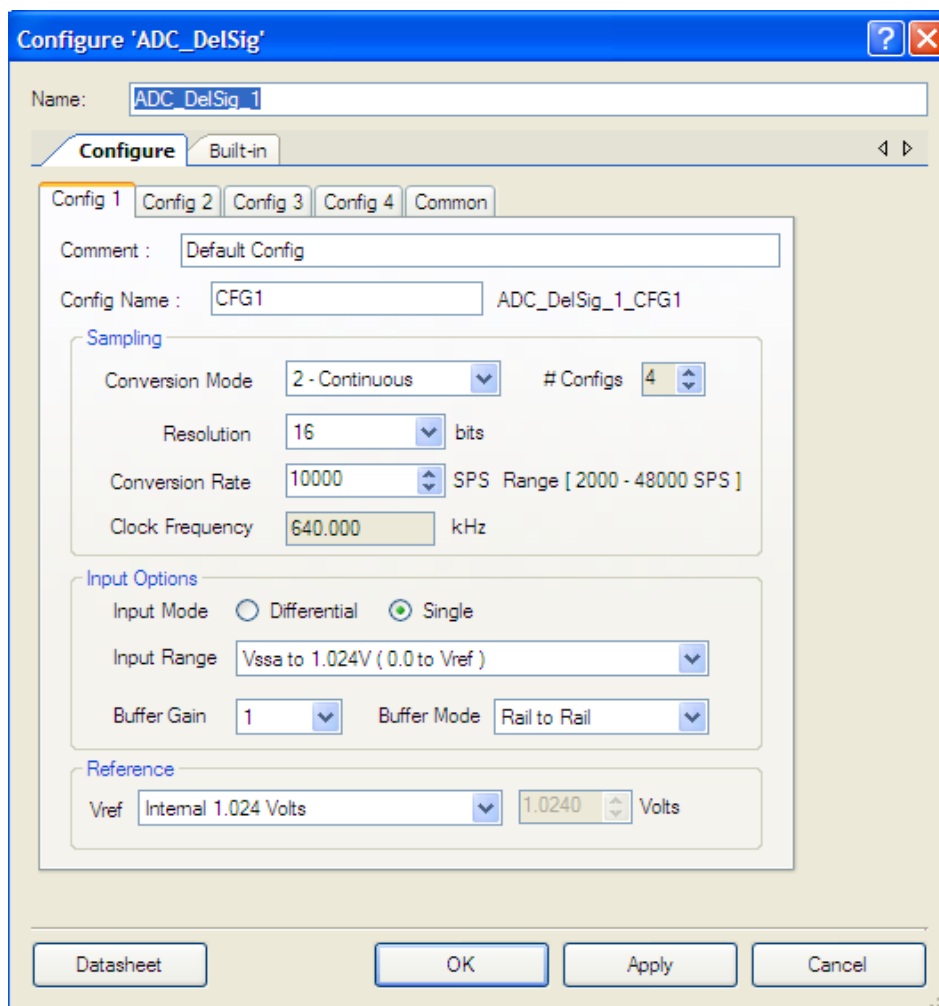 Configure 'ADC_DelSig'
Name: ADC_DelSig_1
Configure Built-in
Config 1 Config 2 Config 3 Config 4 Common
Comment : Default Config
Config Name : CFG1 ADC_DelSig_1_CFG1
Sampling
Conversion Mode 2 - Continuous # Configs 4
Resolution 16 bits
Conversion Rate 10000 SPS Range [ 2000 - 48000 SPS ]
Clock Frequency 640.000 kHz
Input Options
Input Mode Differential Single
Input Range Vssa to 1.024V ( 0.0 to Vref )
Buffer Gain 1 Buffer Mode Rail to Rail
Reference
Vref Internal 1.024 Volts 1.0240 Volts
Datasheet OK Apply Cancel